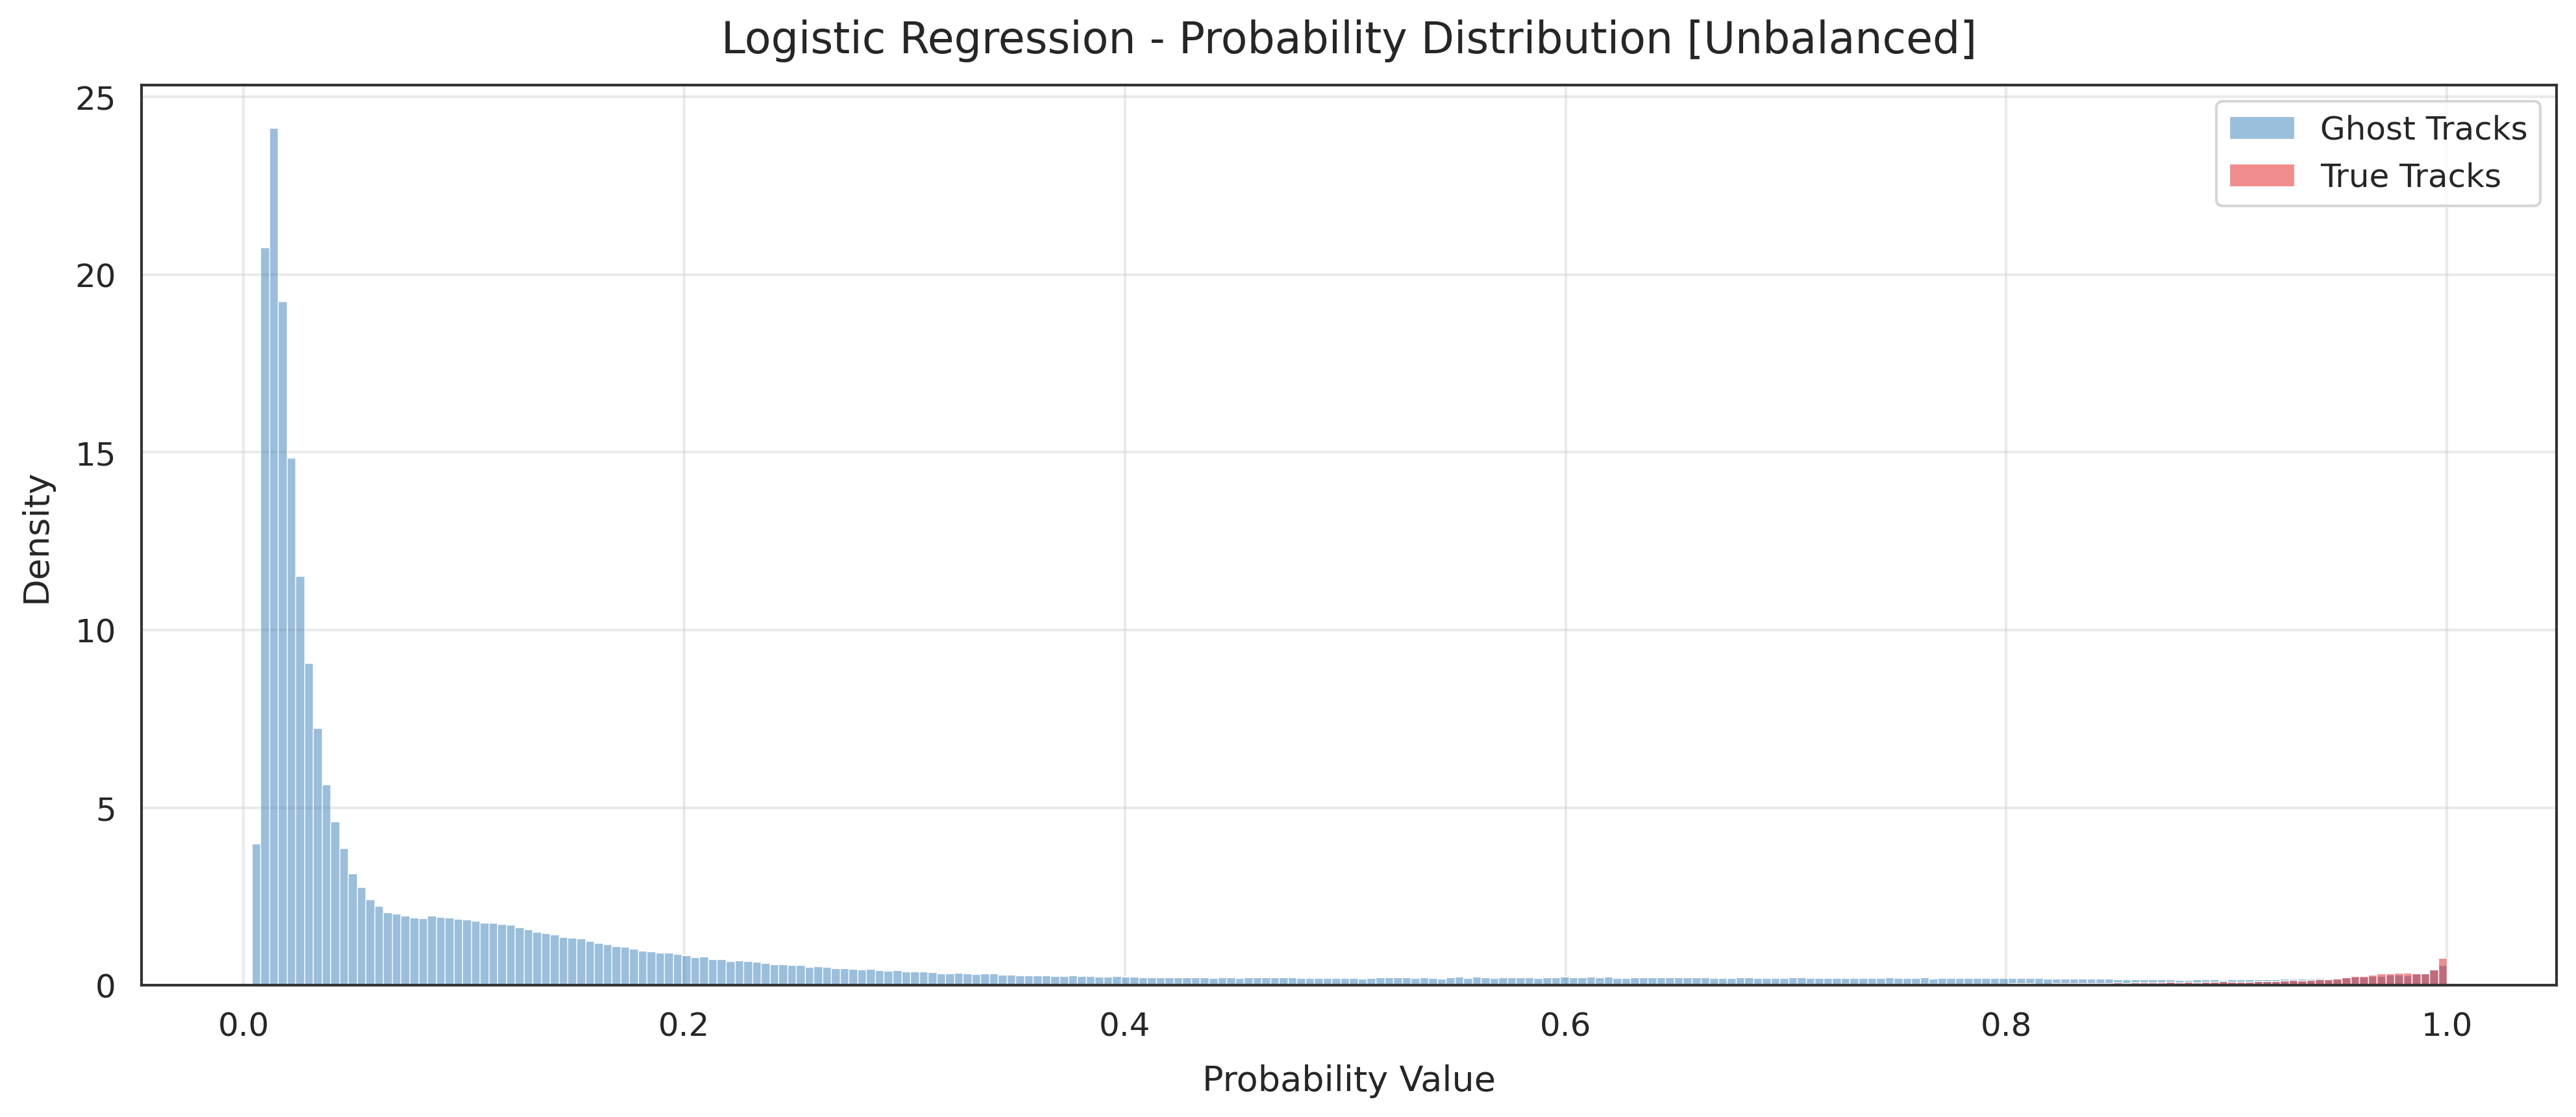 Logistic Regression - Probability Distribution [Unbalanced]
Ghost Tracks
True Tracks
Density
25
20
15
10
5
0
0.0 0.2 0.4 0.6 0.8 1.0
Probability Value